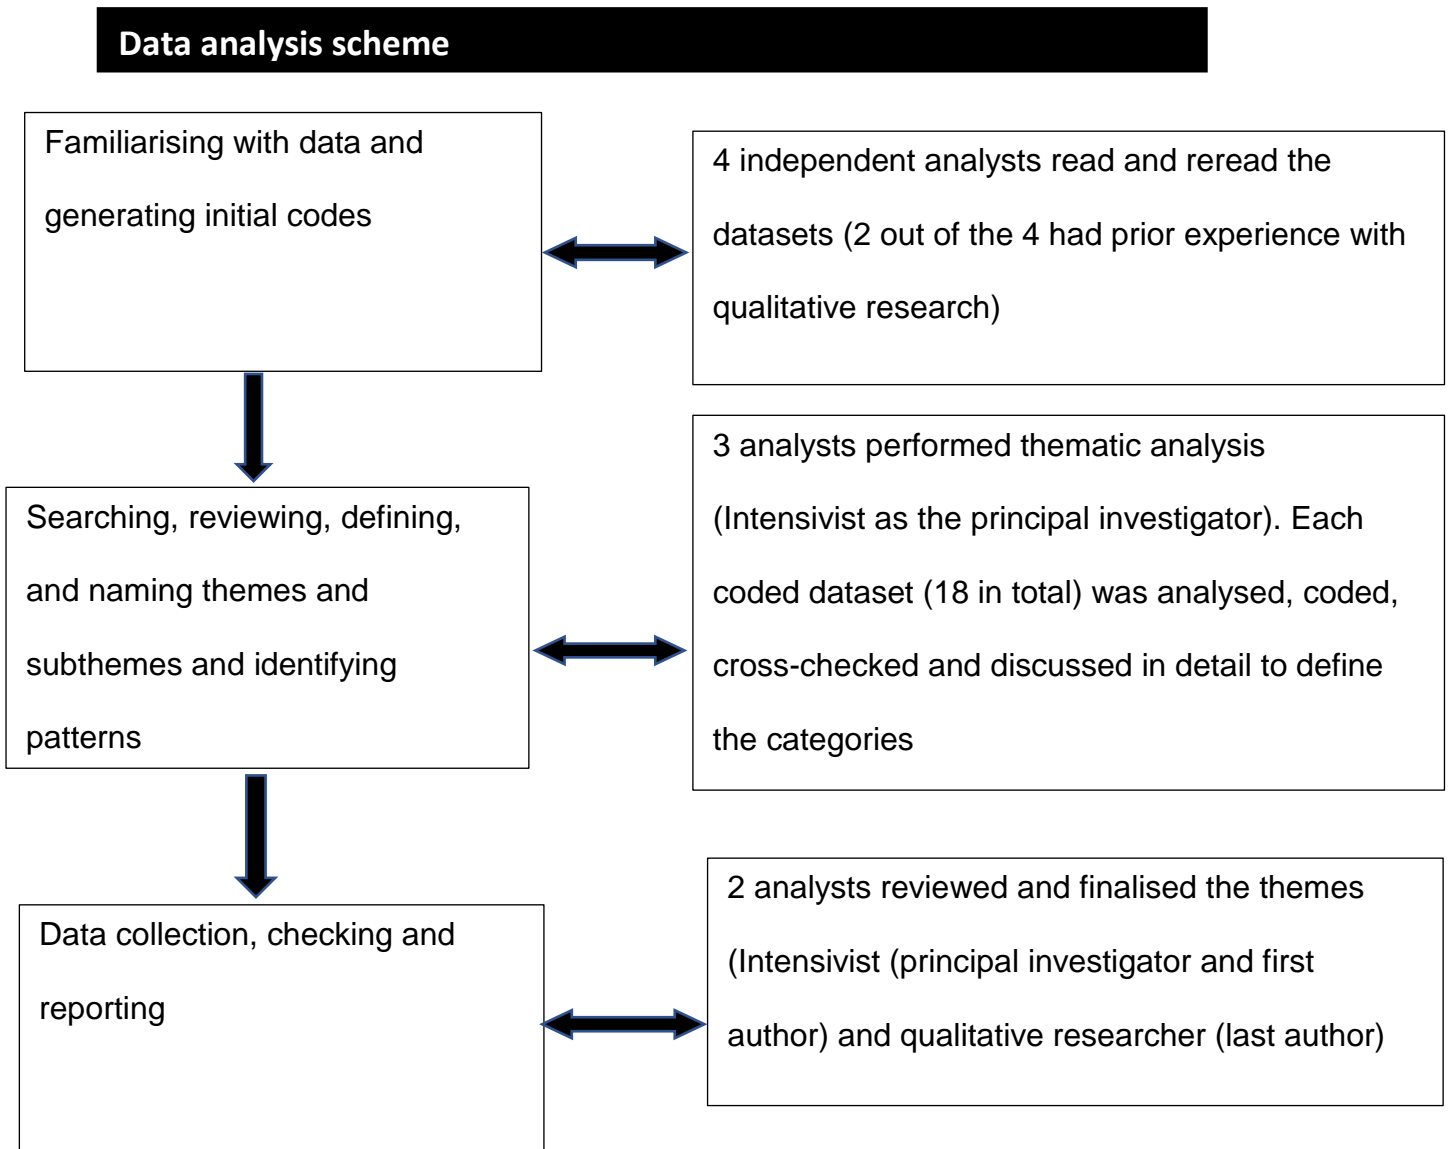 Data analysis scheme
Familiarising with data and
generating initial codes
4 independent analysts read and reread the
datasets (2 out of the 4 had prior experience with
qualitative research)
Searching, reviewing, defining,
and naming themes and
subthemes and identifying
patterns
3 analysts performed thematic analysis
(Intensivist as the principal investigator). Each
coded dataset (18 in total) was analysed, coded,
cross-checked and discussed in detail to define
the categories
Data collection, checking and
reporting
2 analysts reviewed and finalised the themes
(Intensivist (principal investigator and first
author) and qualitative researcher (last author)